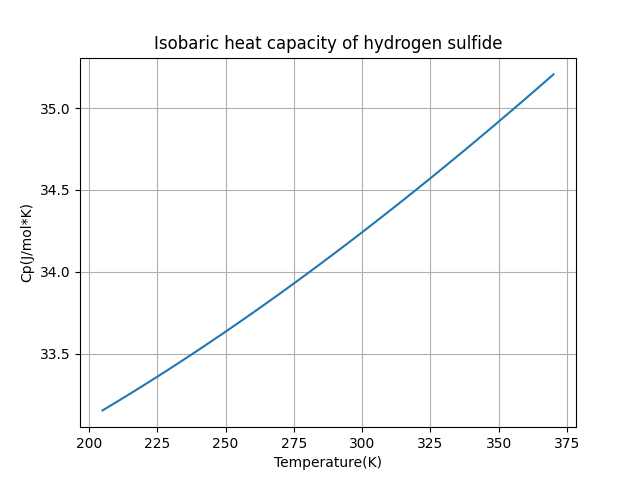 Isobaric heat capacity of hydrogen sulfide
35.0
34.5
34.0
33.5
Cp(J/mol*K)
200 225 250 275 300 325 350 375
Temperature(K)